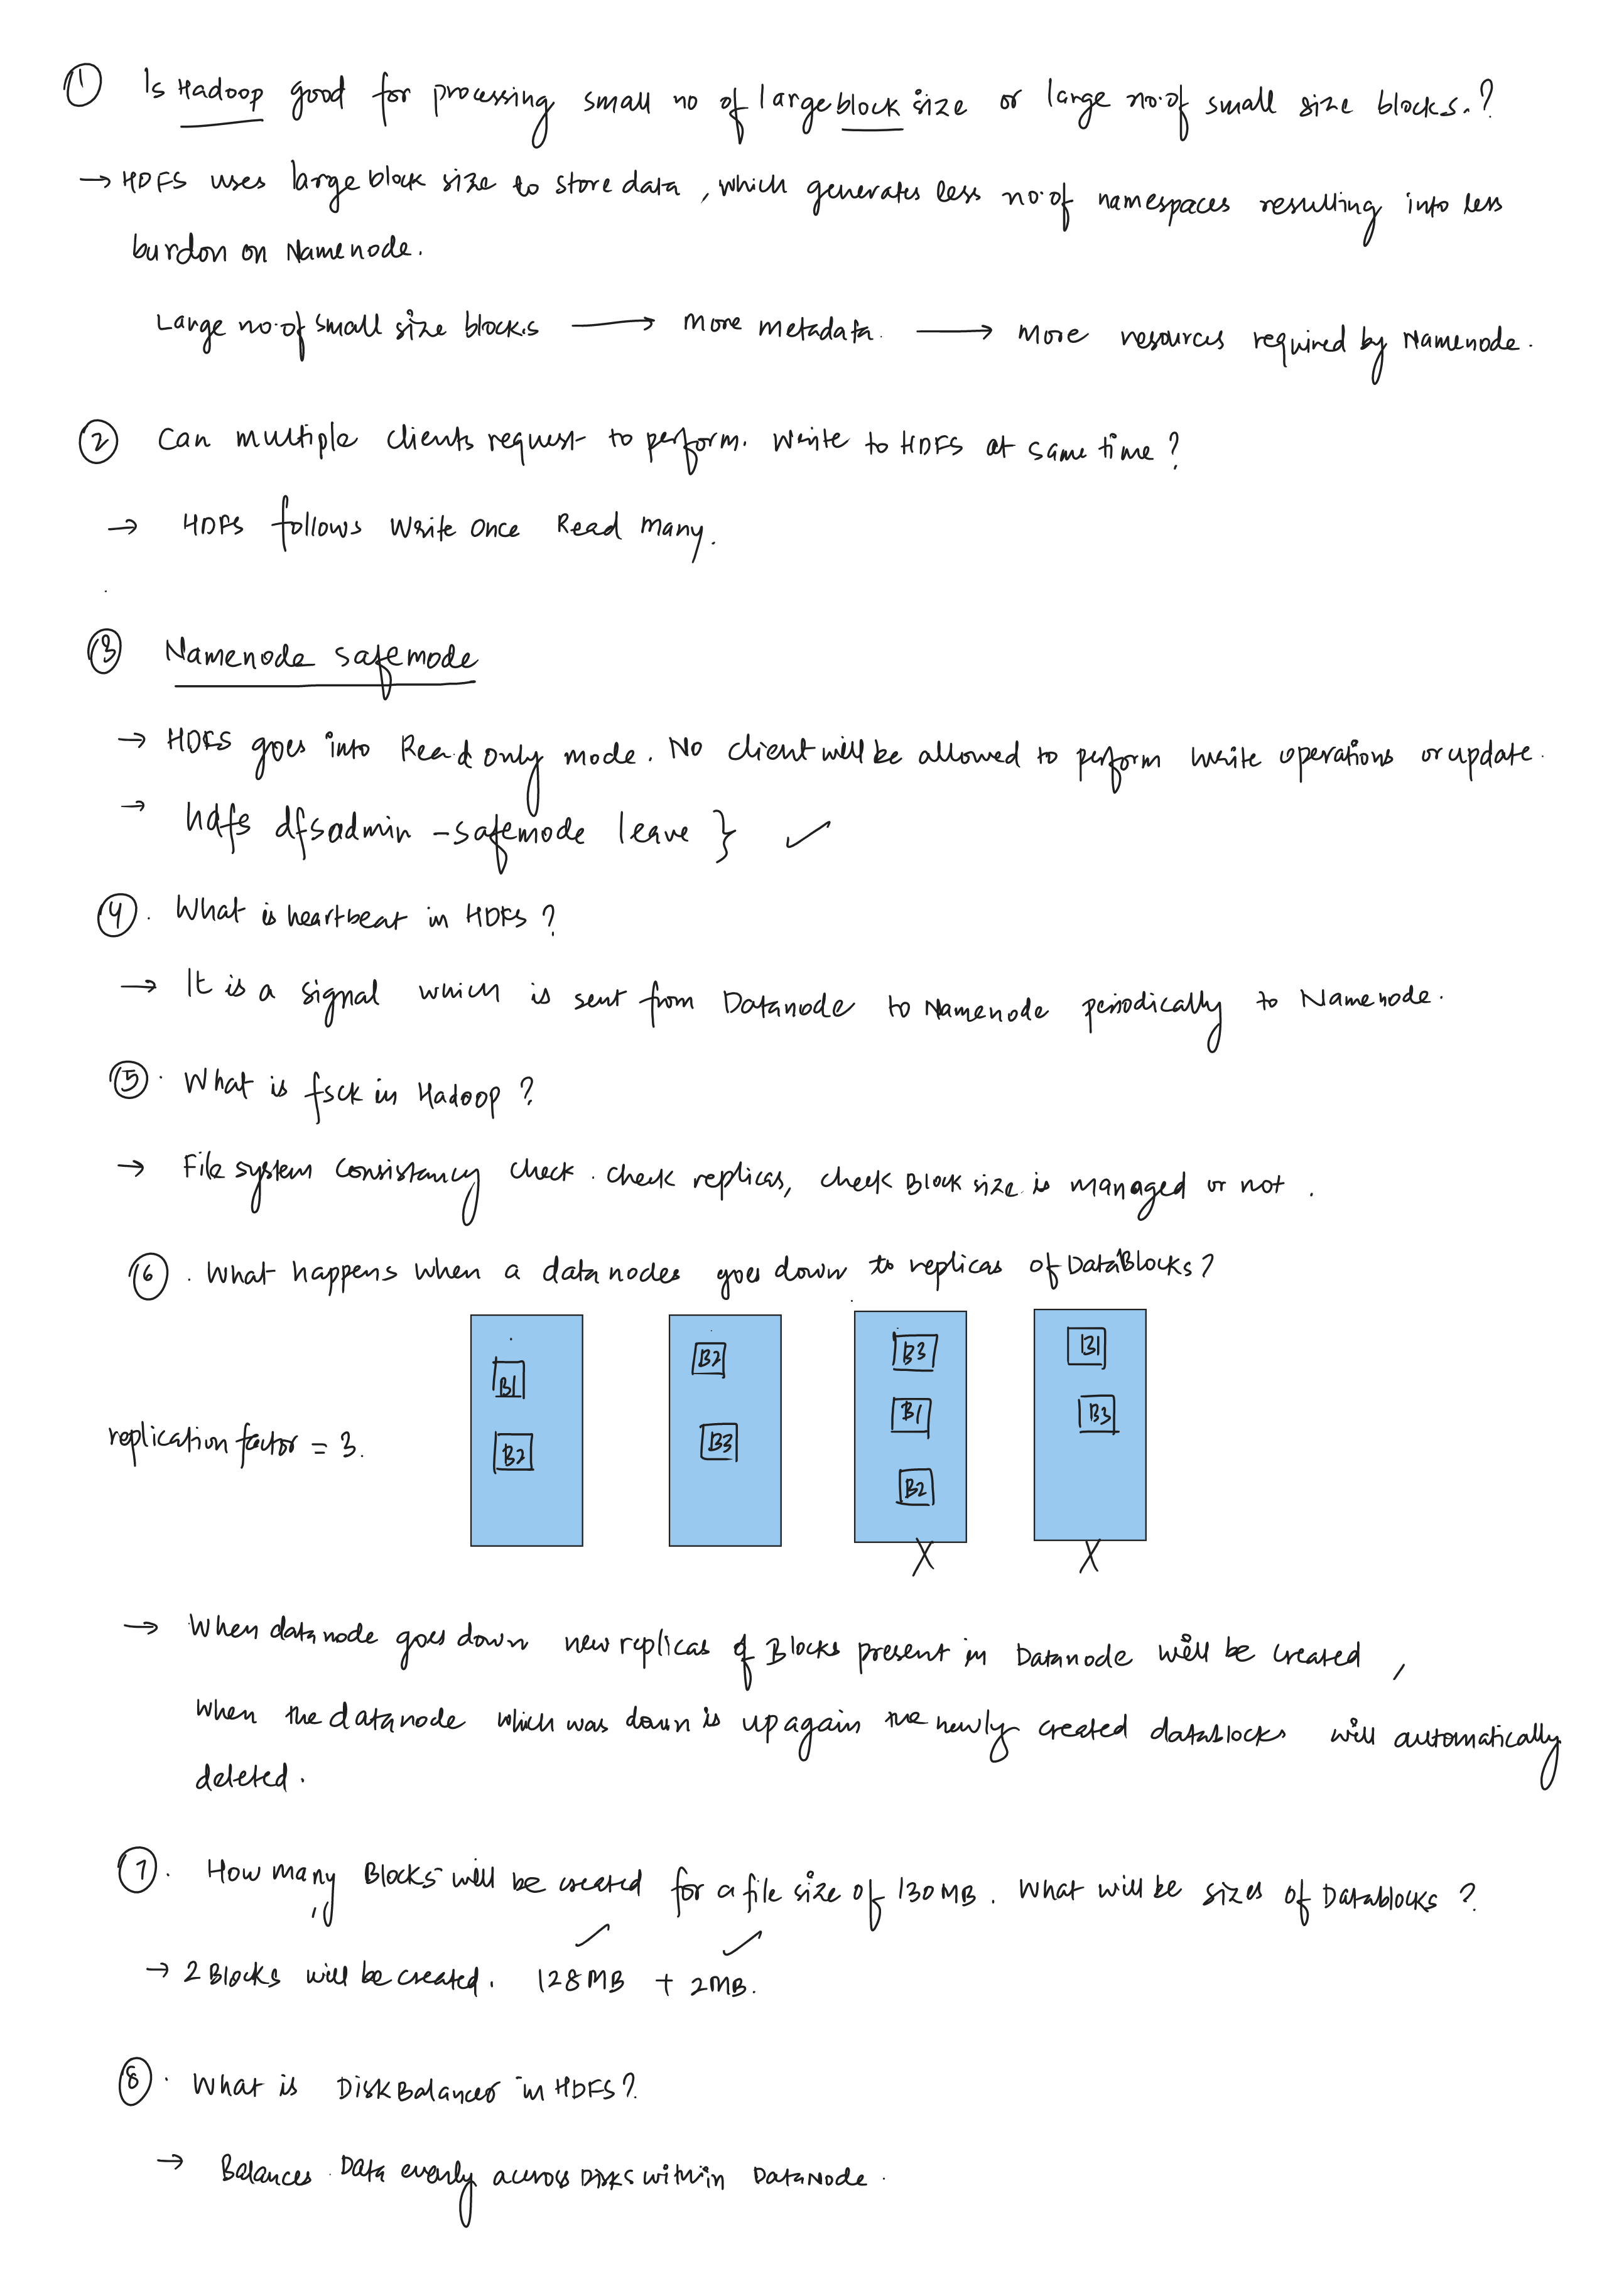 ① Is Hadoop good for processing small no of large block size or large no. of small size blocks.?
→ HDFS uses large block size to store data, which generates less no. of namespaces resulting into less
burdon on Namenode.
Large no. of small size blocks → More metadata. → More resources required by Namenode.
② Can multiple clients request to perform. Write to HDFS at same time?
→ HDFS follows Write Once Read Many.
③ Namenode safemode
→ HDFS goes into Read only mode. No client will be allowed to perform write operations or update.
→ hdfs dfsadmin -safemode leave } ✓
④. What is heartbeat in HDFS?
→ It is a signal which is sent from Datanode to Namenode periodically to Namenode.
⑤. What is fsck in Hadoop?
→ File system Consistancy check. Check replicas, check Block size is managed or not.
⑥. What happens when a data nodes goes down to replicas of DataBlocks?
replication factor = 3.
B1
B2
B2
B3
B3
B1
B2
X
B1
B3
X
→ When datanode goes down new replicas of Blocks present in Datanode will be created,
when the datanode which was down is up again the newly created datablocks will automatically
deleted.
⑦. How many Blocks will be created for a file size of 130 MB. What will be sizes of Datablocks?
→ 2 Blocks will be created. 128 MB ✓ + 2 MB. ✓
⑧. What is Disk Balancer in HDFS?
→ Balances Data evenly across Disks within DataNode.